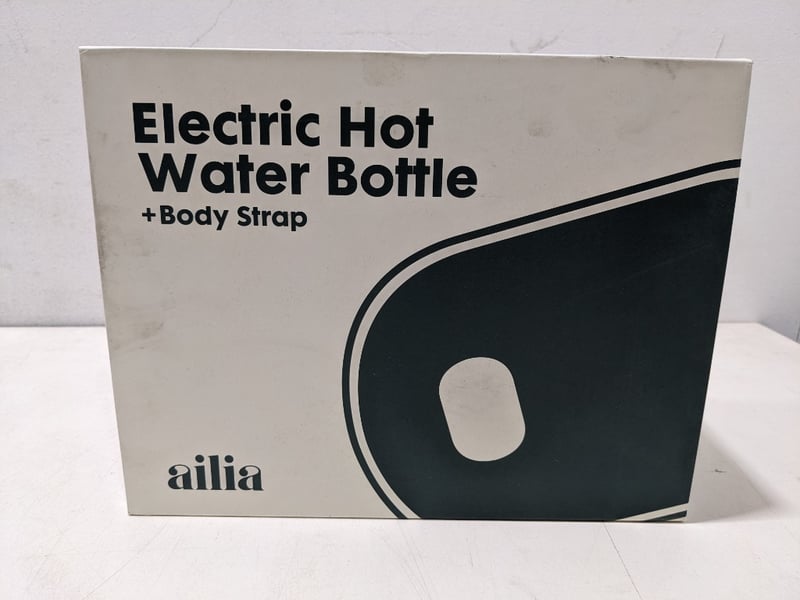 Electric Hot
Water Bottle
+Body Strap
ailia